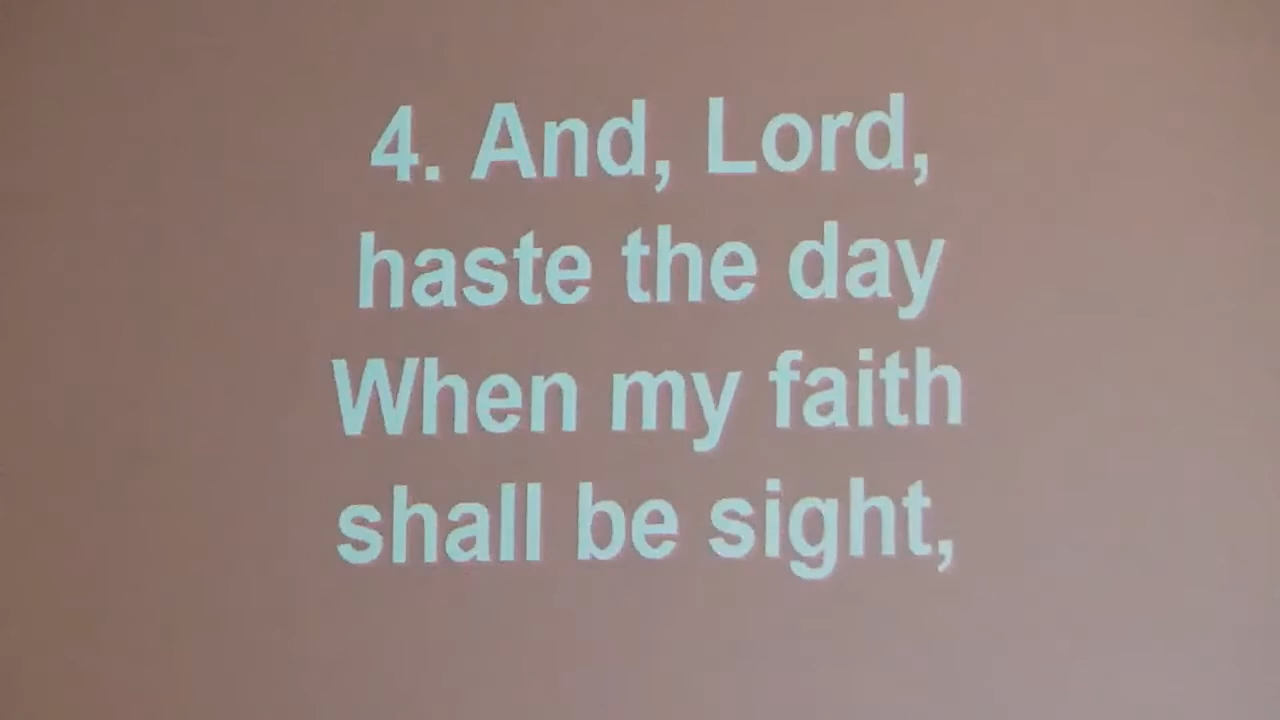 4. And, Lord,
haste the day
When my faith
shall be sight,